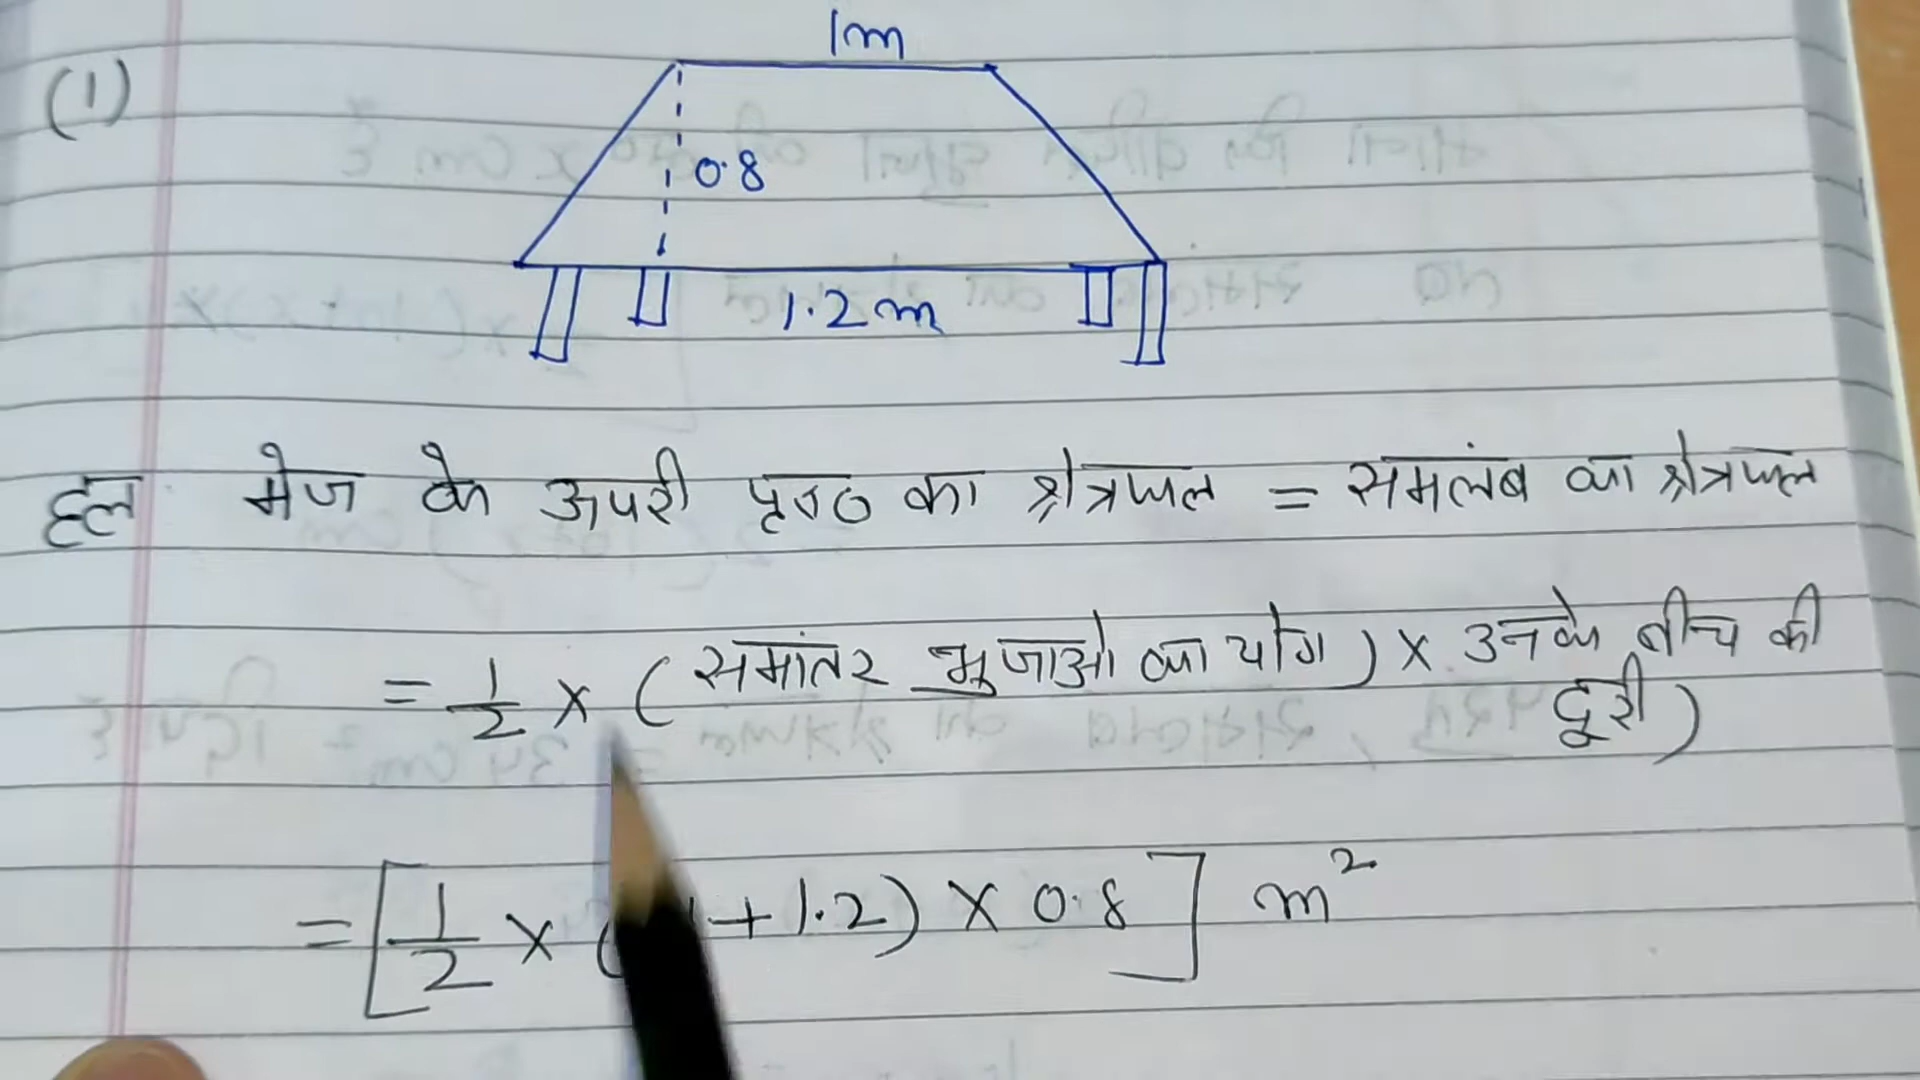 (1)
1m
0.8
1.2m
हल मेज के ऊपरी पृष्ठ का क्षेत्रफल = समलंब का क्षेत्रफल
= 1/2 × (समांतर भुजाओ का योग) × उनके बीच की
दूरी)
= [1/2 × ( + 1.2) × 0.8] m²